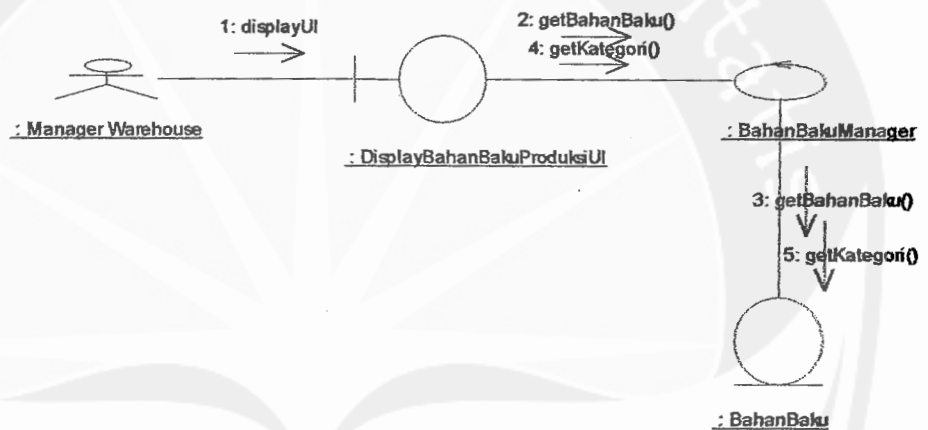 1: displayUI
2: getBahanBaku()
4: getKategori()
: Manager Warehouse
: DisplayBahanBakuProduksiUI
: BahanBakuManager
3: getBahanBaku()
5: getKategori()
: BahanBaku